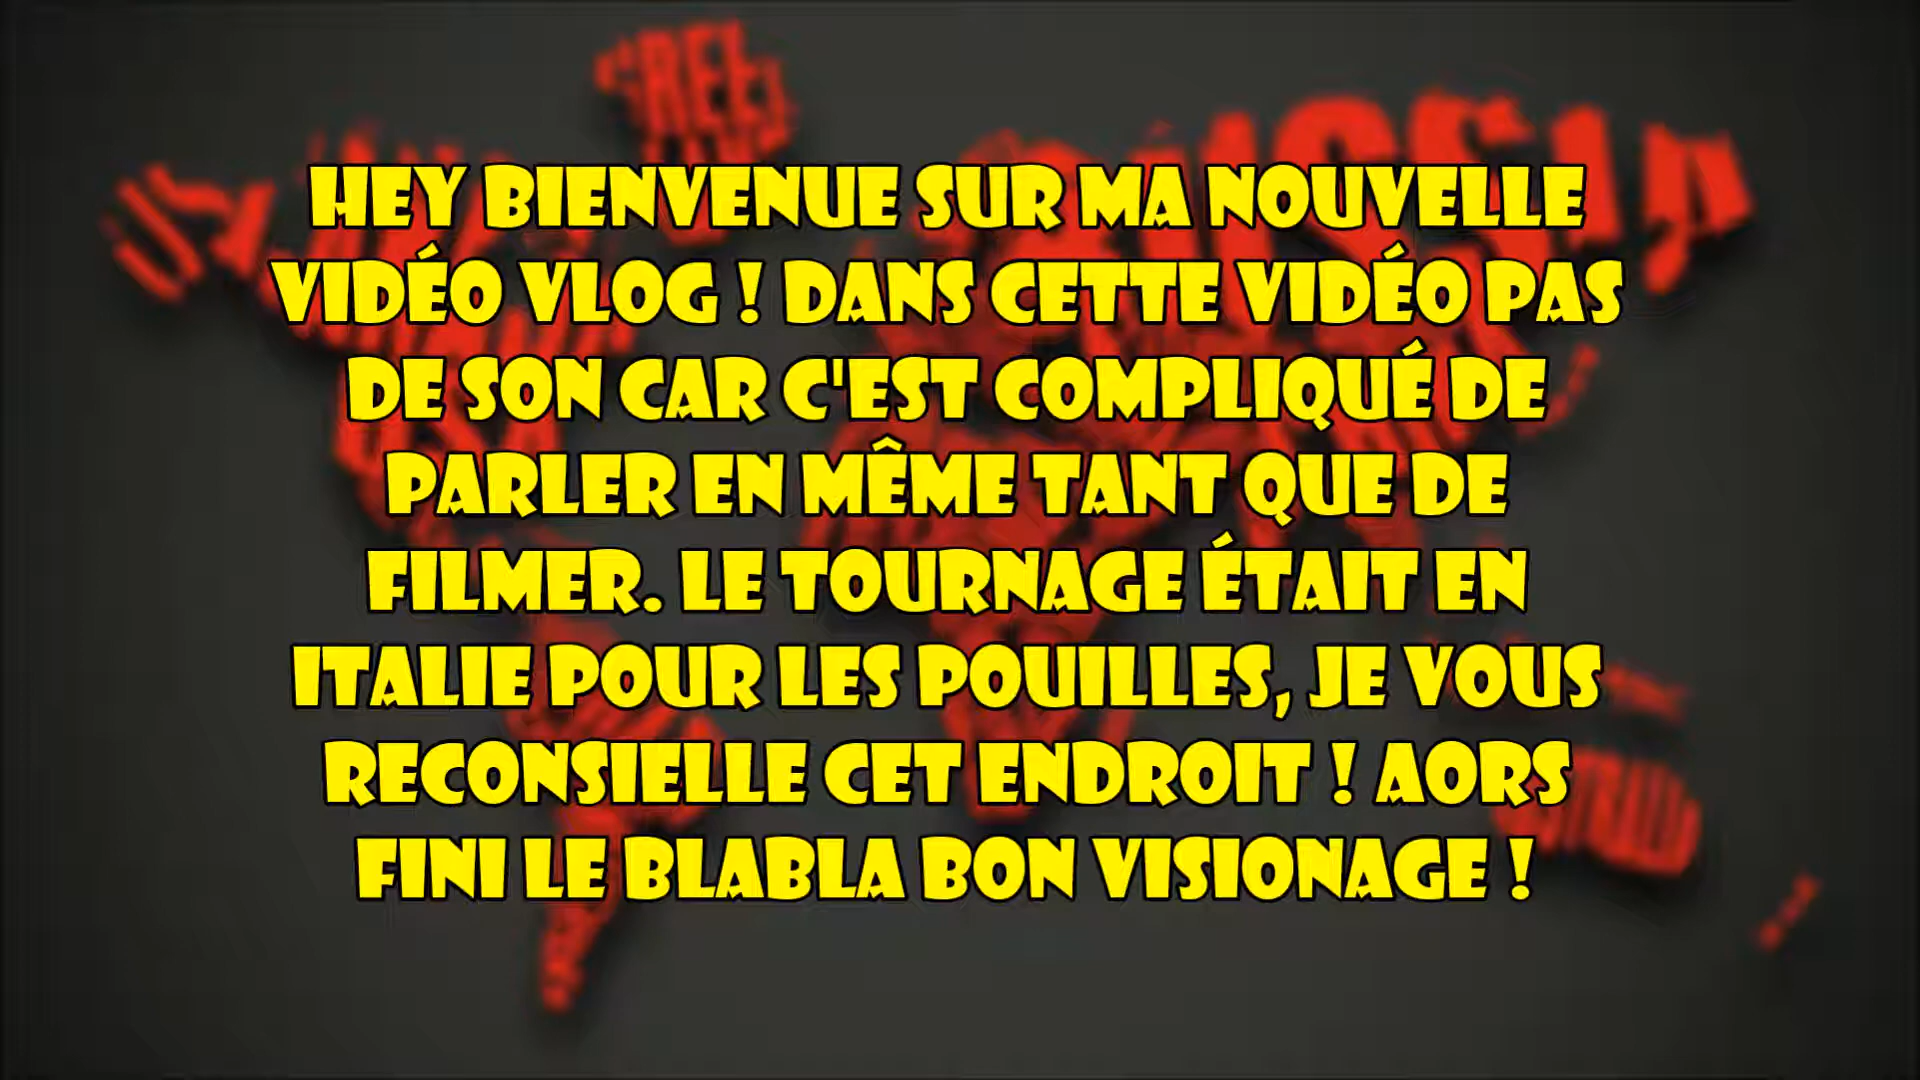 HEY BIENVENUE SUR MA NOUVELLE
VIDÉO VLOG ! DANS CETTE VIDÉO PAS
DE SON CAR C'EST COMPLIQUÉ DE
PARLER EN MÊME TANT QUE DE
FILMER. LE TOURNAGE ÉTAIT EN
ITALIE POUR LES POUILLES, JE VOUS
RECONSIELLE CET ENDROIT ! AORS
FINI LE BLABLA BON VISIONAGE !